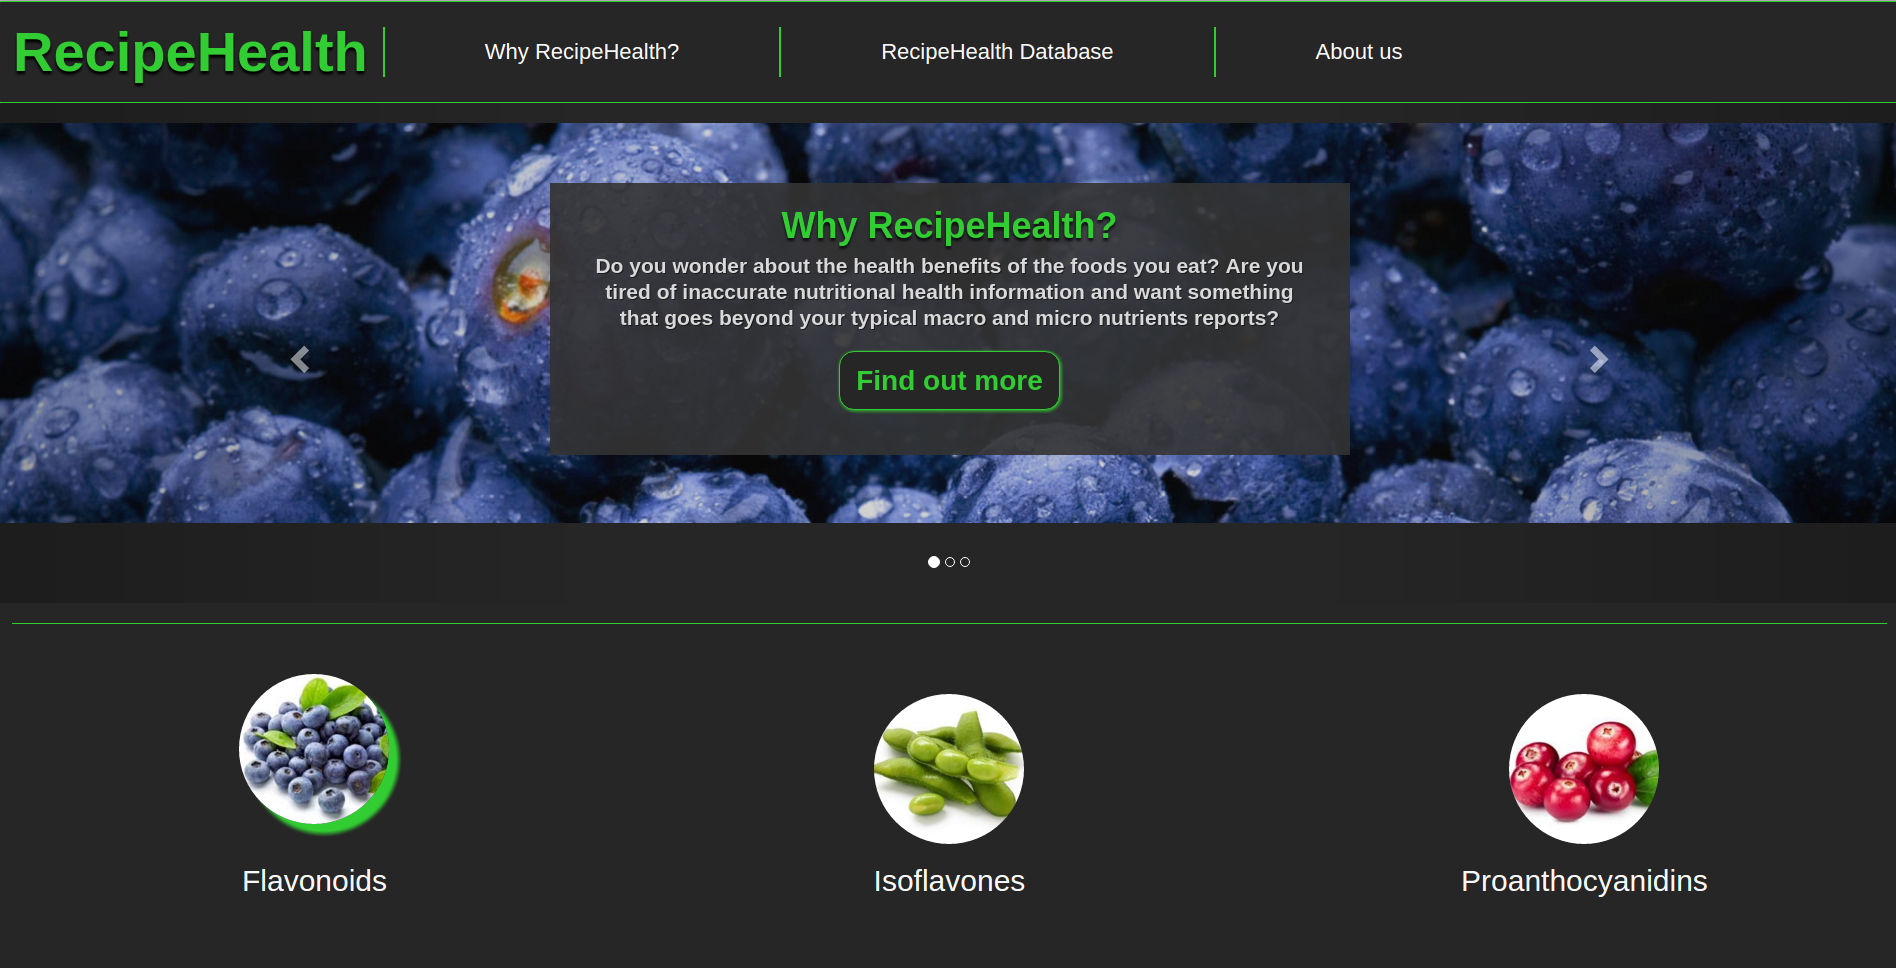 RecipeHealth
Why RecipeHealth?
RecipeHealth Database
About us
Why RecipeHealth?
Do you wonder about the health benefits of the foods you eat? Are you
tired of inaccurate nutritional health information and want something
that goes beyond your typical macro and micro nutrients reports?
Find out more
Flavonoids
Isoflavones
Proanthocyanidins